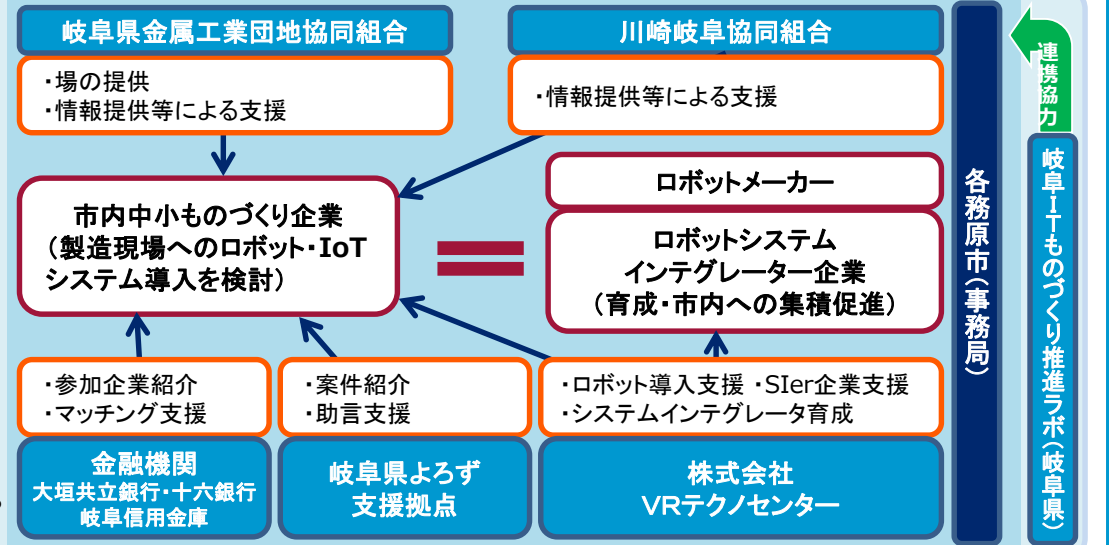 岐阜県金属工業団地協同組合
・場の提供
・情報提供等による支援
川崎岐阜協同組合
・情報提供等による支援
市内中小ものづくり企業
（製造現場へのロボット・IoT
システム導入を検討）
ロボットメーカー
ロボットシステム
インテグレーター企業
（育成・市内への集積促進）
・参加企業紹介
・マッチング支援
金融機関
大垣共立銀行・十六銀行
岐阜信用金庫
・案件紹介
・助言支援
岐阜県よろず
支援拠点
・ロボット導入支援 ・SIer企業支援
・システムインテグレータ育成
株式会社
VRテクノセンター
各務原市（事務局）
連携協力
岐阜ITものづくり推進ラボ（岐阜県）